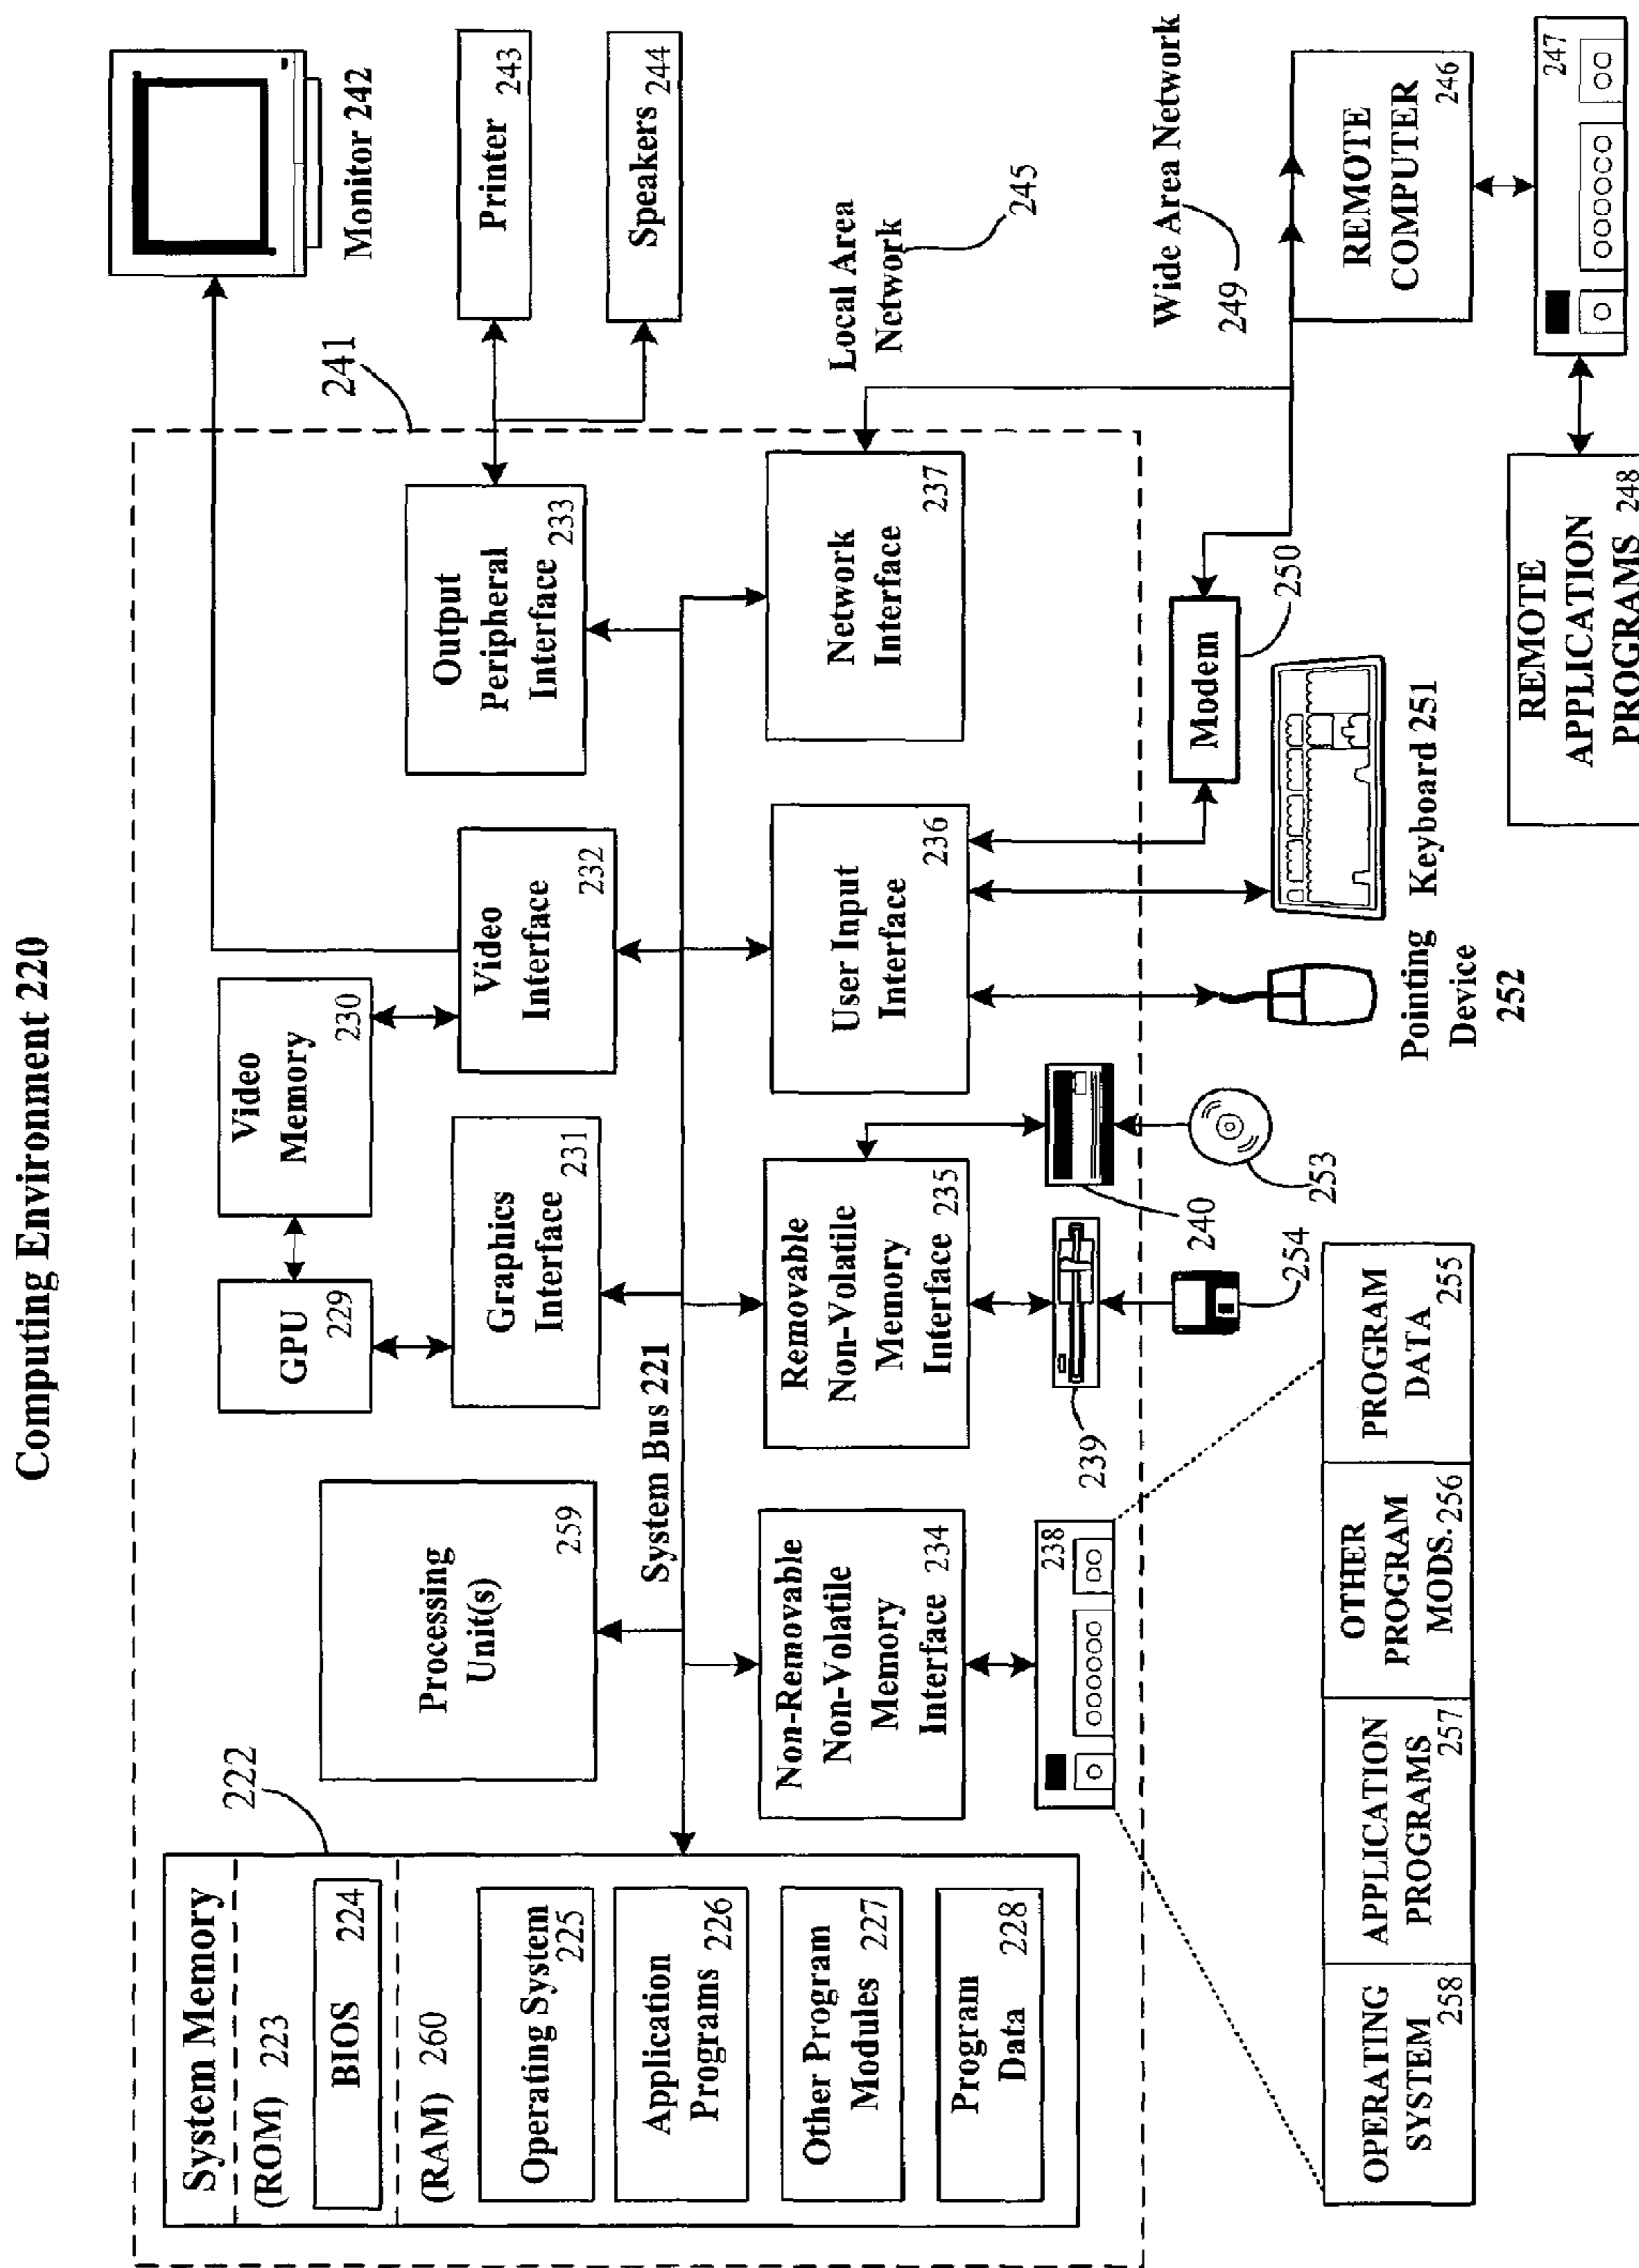 Computing Environment 220
System Memory
(ROM) 223
BIOS 224
(RAM) 260
Operating System
225
Application
Programs 226
Other Program
Modules 227
Program
Data 228
222
Processing
Unit(s)
259
System Bus 221
GPU
229
Video
Memory
230
Graphics
Interface
231
Video
Interface
232
Output
Peripheral
Interface 233
241
Monitor 242
Printer
243
Speakers
244
Non-Removable
Non-Volatile
Memory
Interface 234
Removable
Non-Volatile
Memory
Interface 235
User Input
Interface
236
Network
Interface
237
Local Area
Network
245
238
239
240
254
253
Pointing
Device
252
Keyboard 251
Modem
250
Wide Area Network
249
REMOTE
COMPUTER
246
247
REMOTE
APPLICATION
PROGRAMS 248
OPERATING
SYSTEM
258
APPLICATION
PROGRAMS
257
OTHER
PROGRAM
MODS.256
PROGRAM
DATA
255